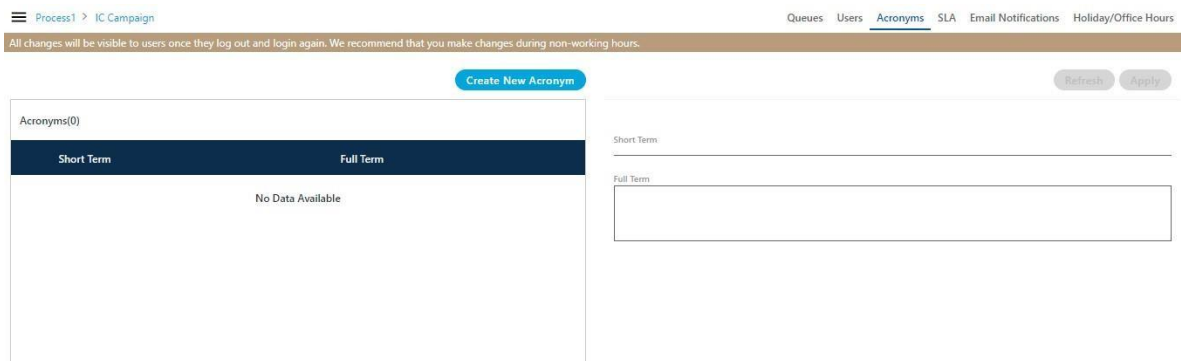 Process1 > IC Campaign
Queues Users Acronyms SLA Email Notifications Holiday/Office Hours
All changes will be visible to users once they log out and login again. We recommend that you make changes during non-working hours.
Create New Acronym
Refresh Apply
Acronyms(0)
Short Term Full Term
No Data Available
Short Term
Full Term